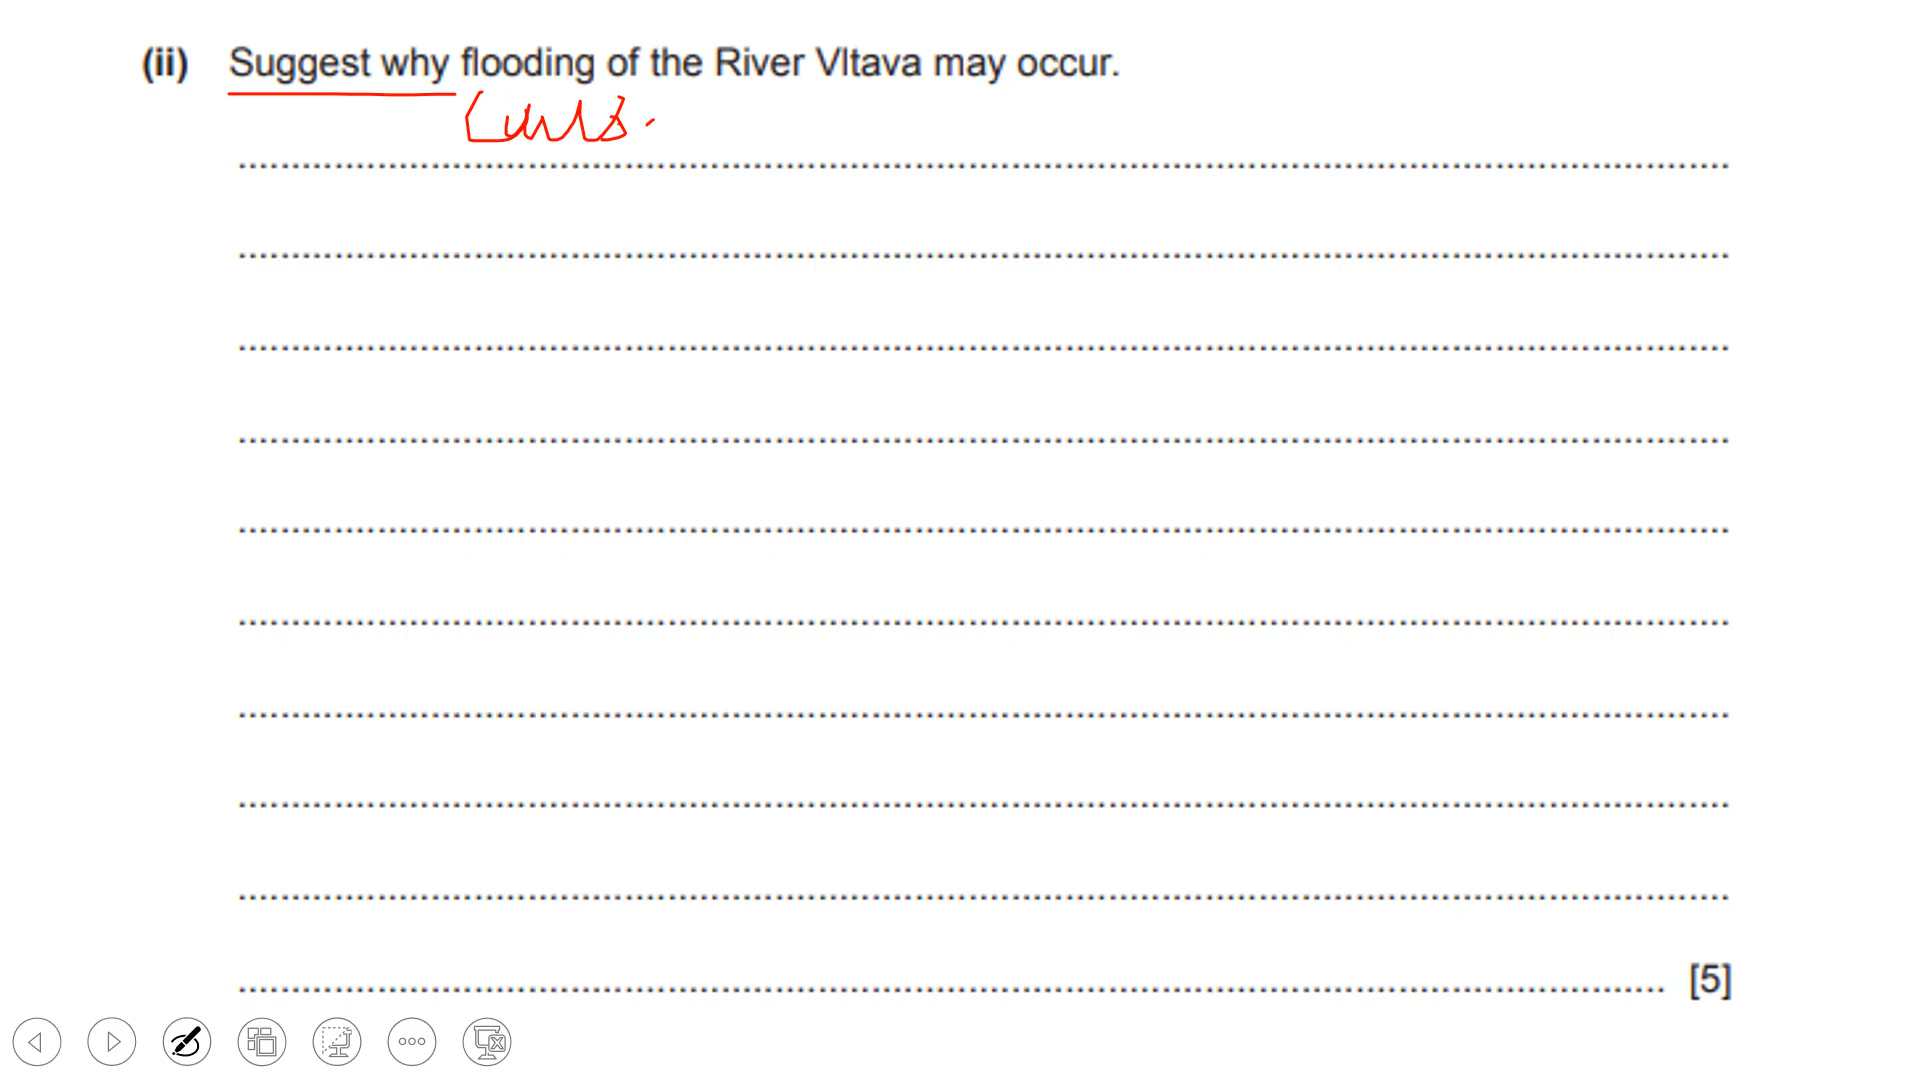 (ii) Suggest why flooding of the River Vltava may occur.
[5]